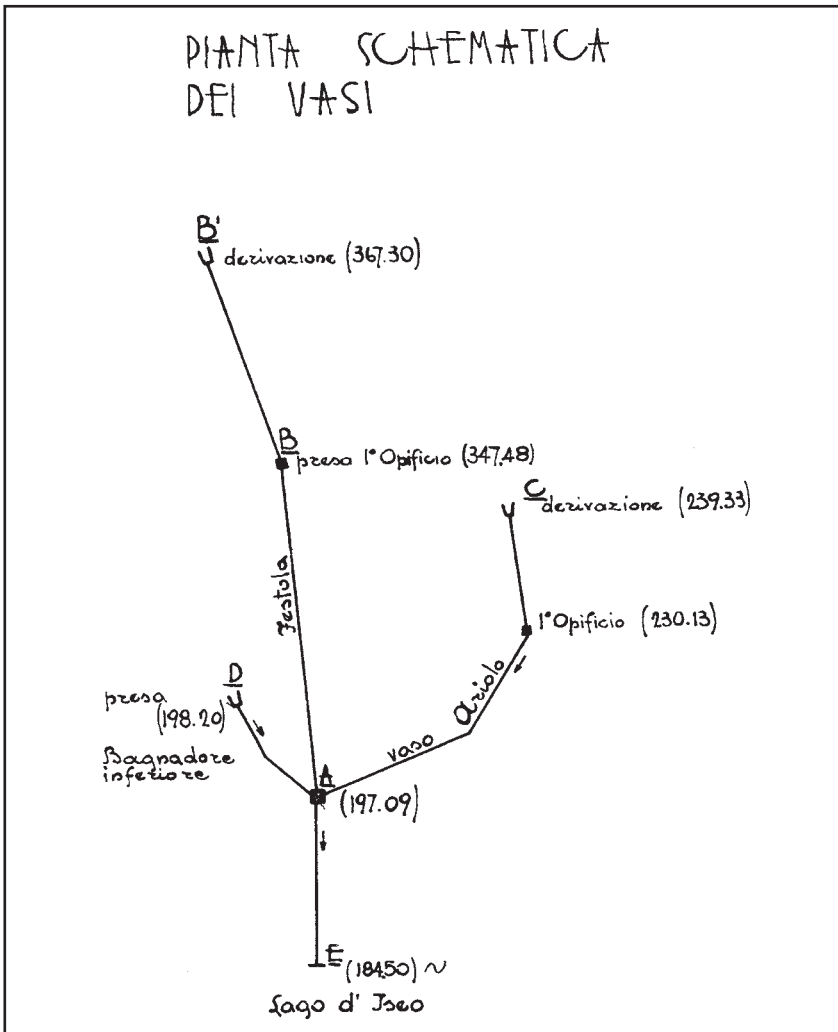 PIANTA SCHEMATICA
DEI VASI
B'
derivazione (367.30)
B
presa 1° Opificio (347.48)
C
derivazione (239.33)
Festola
1° Opificio (230.13)
D
presa
(198.20)
Ariolo
vaso
Bagnadore
inferiore
A
(197.09)
E
(184.50) ~
Lago d'Iseo